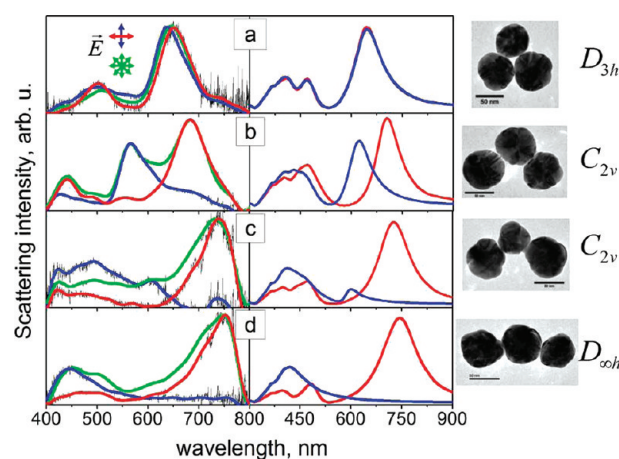 E
a
50 nm
D3h
b
C2v
c
C2v
d
D∞h
Scattering intensity, arb. u.
400 500 600 700 800
450 600 750 900
wavelength, nm